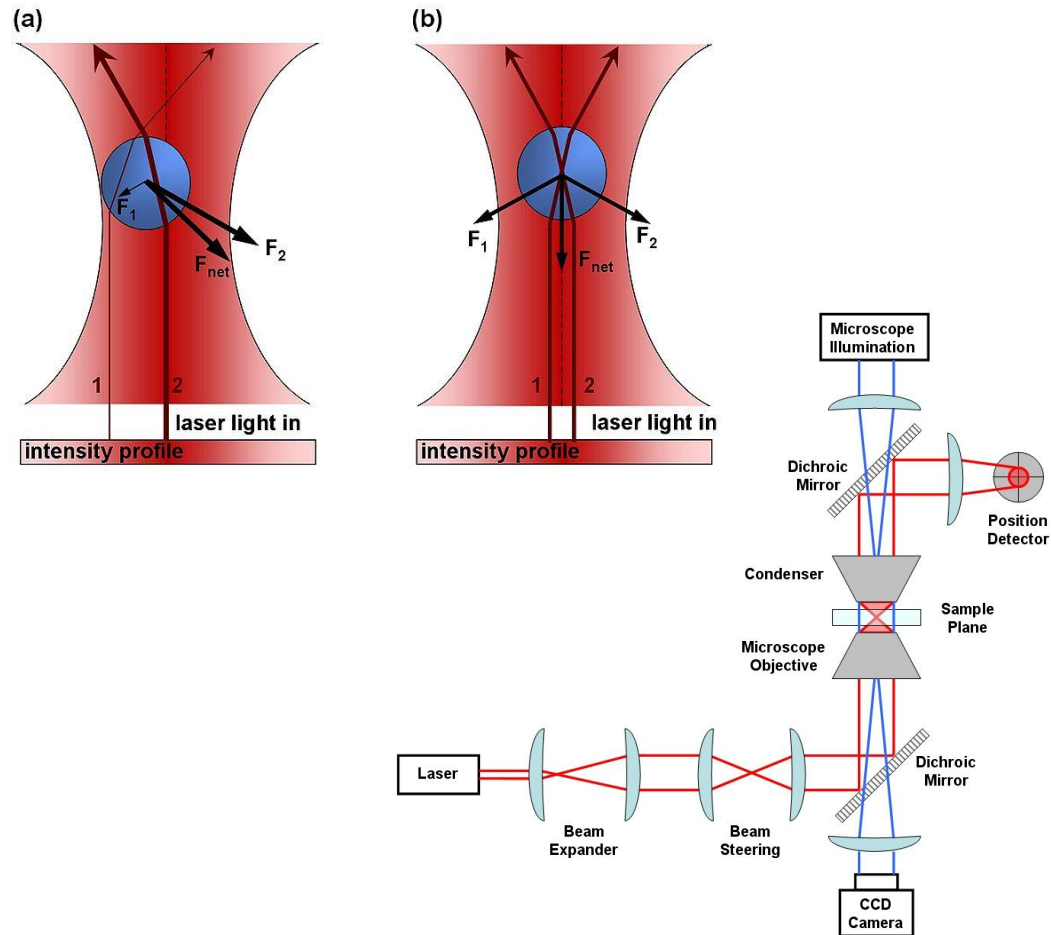 (a)
F1
F2
Fnet
1
2
laser light in
intensity profile
(b)
F1
F2
Fnet
1
2
laser light in
intensity profile
Microscope
Illumination
Dichroic
Mirror
Position
Detector
Condenser
Sample
Plane
Microscope
Objective
Laser
Beam
Expander
Beam
Steering
Dichroic
Mirror
CCD
Camera